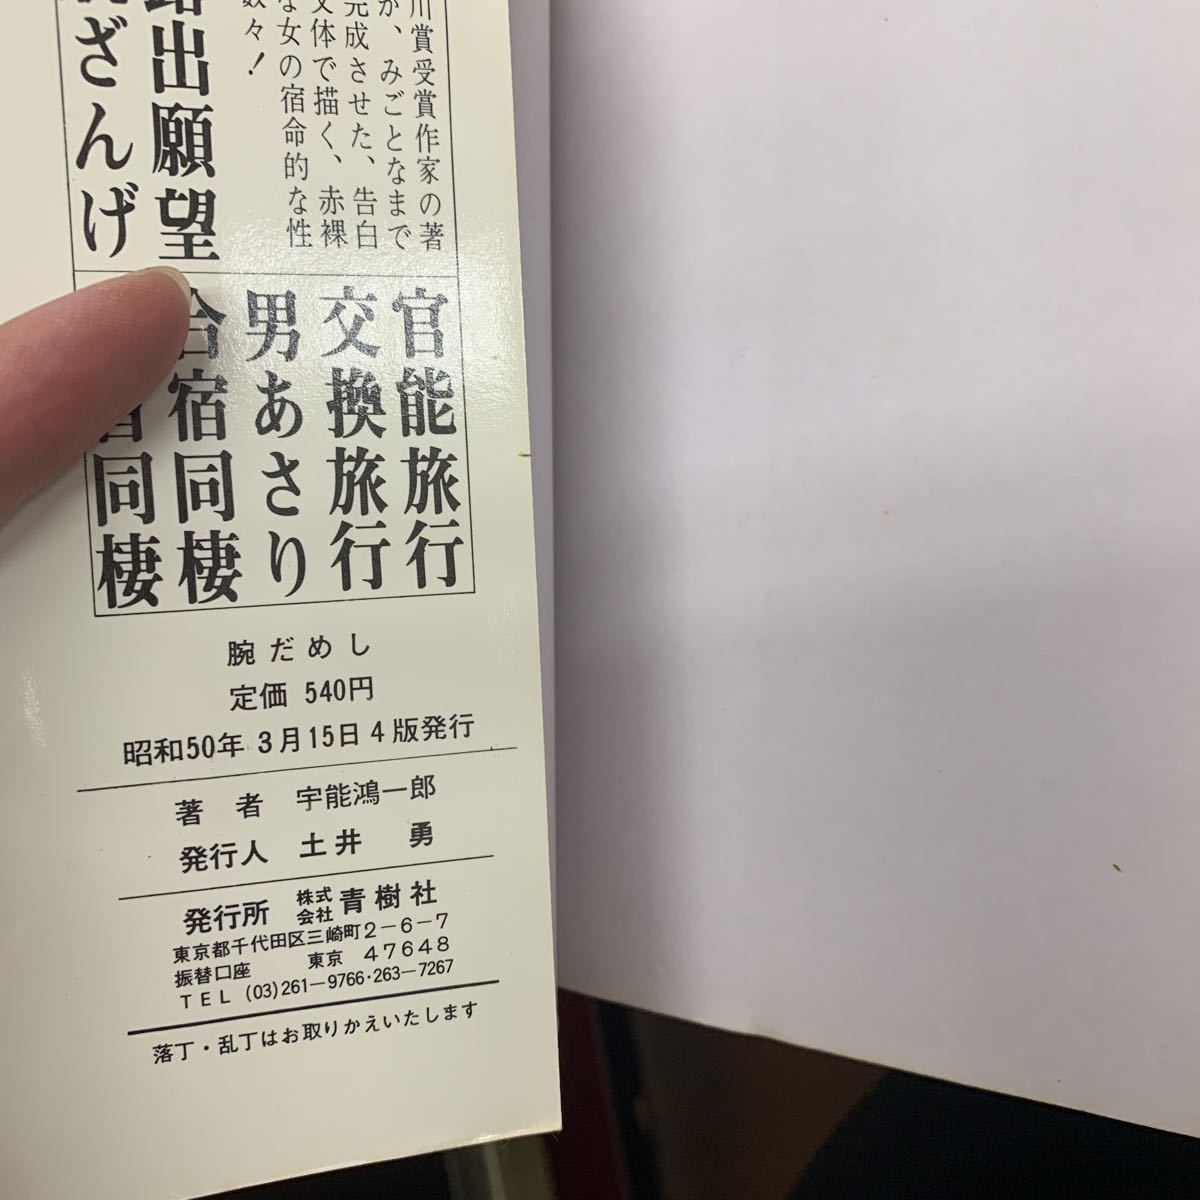 川賞受賞作家の著
か、みごとなまで
完成させた、告白
文体で描く、赤裸
な女の宿命的な性
数々！
出願望
ざんげ
官能旅行
交換旅行
男あさり
合宿同棲
同棲
腕だめし
定価 540円
昭和50年 3月15日 4版発行
著 者 宇能鴻一郎
発行人 土井 勇
発行所 株式会社 青樹社
東京都千代田区三崎町2-6-7
振替口座 東京 47648
TEL (03)261-9766・263-7267
落丁・乱丁はお取りかえいたします